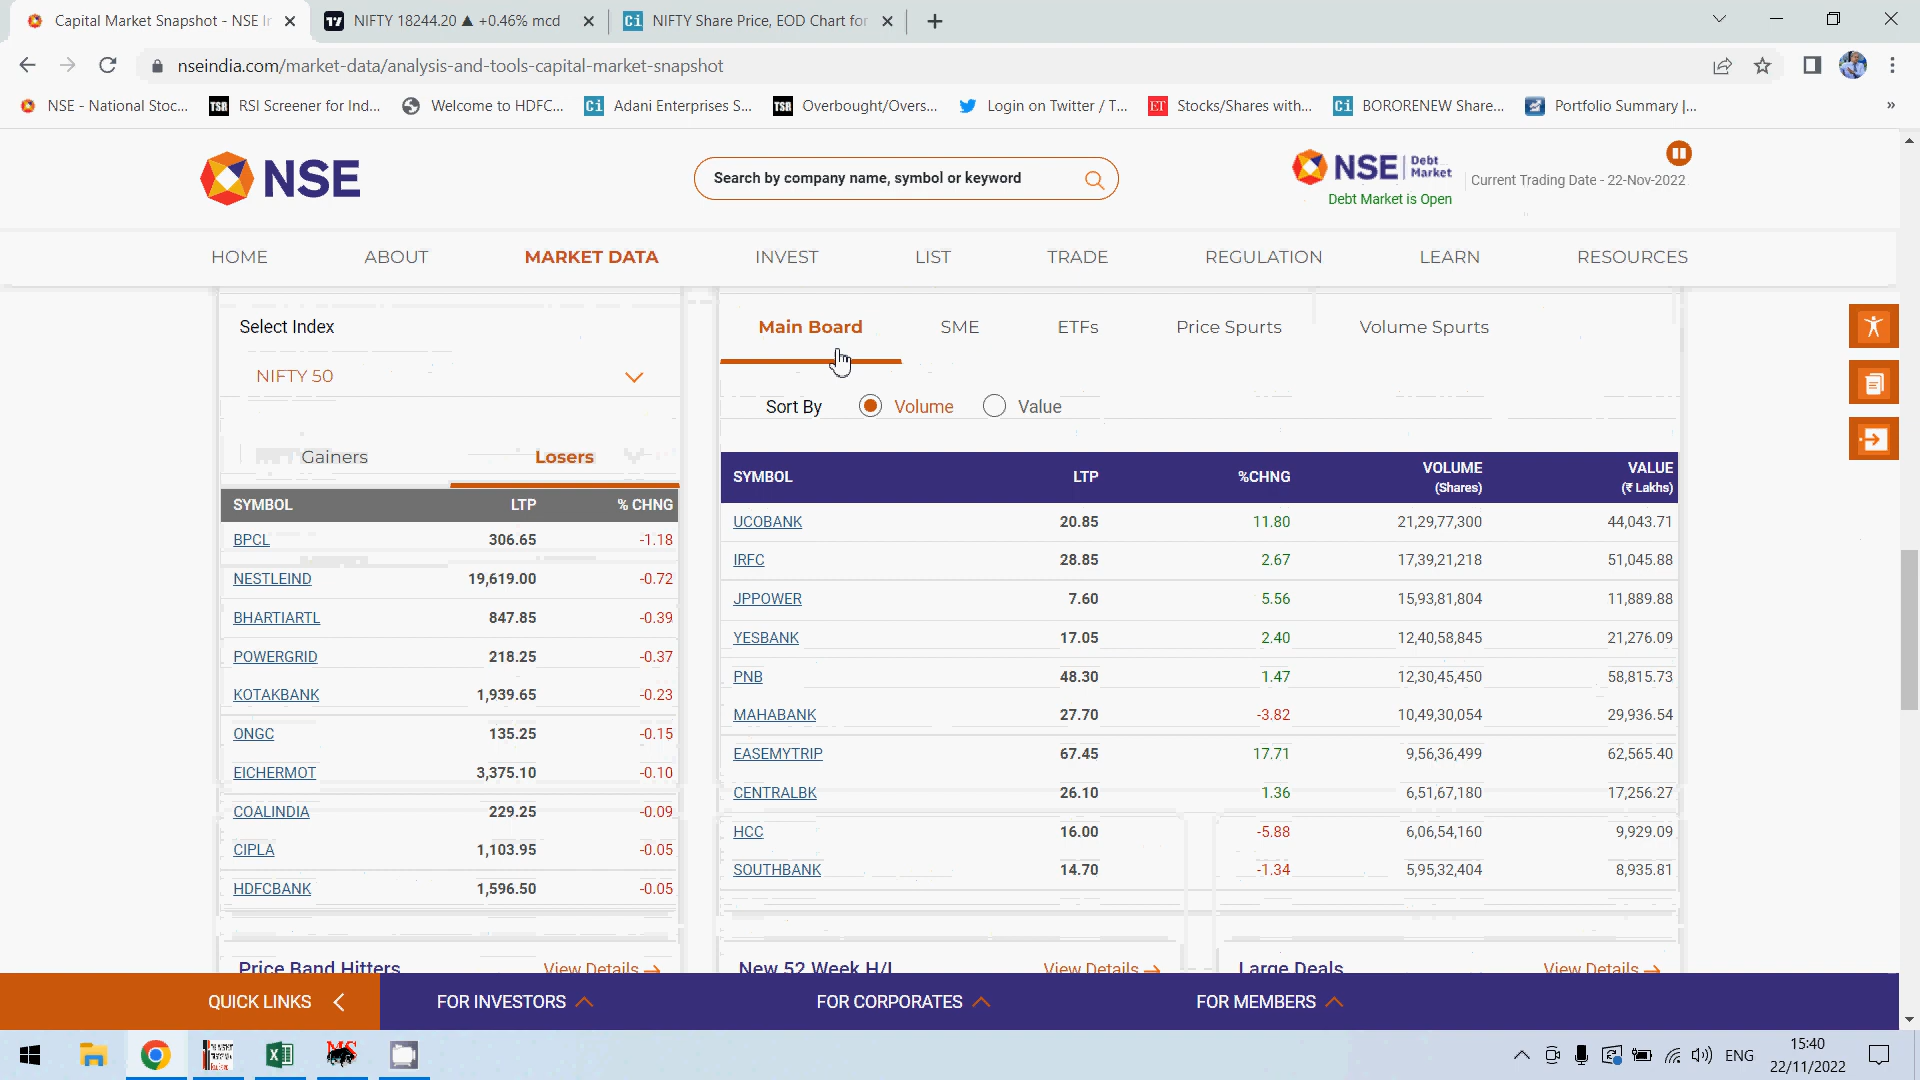 Capital Market Snapshot - NSE In
NIFTY 18244.20 ▲ +0.46% mcd
NIFTY Share Price, EOD Chart for
nseindia.com/market-data/analysis-and-tools-capital-market-snapshot
NSE - National Stoc...
TSR RSI Screener for Ind...
Welcome to HDFC...
Ci Adani Enterprises S...
TSR Overbought/Overs...
Login on Twitter / T...
ET Stocks/Shares with...
Ci BORORENEW Share...
Portfolio Summary |...
»
NSE
Search by company name, symbol or keyword
NSE Debt Market
Debt Market is Open
Current Trading Date - 22-Nov-2022
HOME ABOUT MARKET DATA INVEST LIST TRADE REGULATION LEARN RESOURCES
Select Index
NIFTY 50
Gainers Losers
SYMBOL LTP % CHNG
BPCL 306.65 -1.18
NESTLEIND 19,619.00 -0.72
BHARTIARTL 847.85 -0.39
POWERGRID 218.25 -0.37
KOTAKBANK 1,939.65 -0.23
ONGC 135.25 -0.15
EICHERMOT 3,375.10 -0.10
COALINDIA 229.25 -0.09
CIPLA 1,103.95 -0.05
HDFCBANK 1,596.50 -0.05
Main Board SME ETFs Price Spurts Volume Spurts
Sort By Volume Value
SYMBOL LTP %CHNG VOLUME (Shares) VALUE (₹ Lakhs)
UCOBANK 20.85 11.80 21,29,77,300 44,043.71
IRFC 28.85 2.67 17,39,21,218 51,045.88
JPPOWER 7.60 5.56 15,93,81,804 11,889.88
YESBANK 17.05 2.40 12,40,58,845 21,276.09
PNB 48.30 1.47 12,30,45,450 58,815.73
MAHABANK 27.70 -3.82 10,49,30,054 29,936.54
EASEMYTRIP 67.45 17.71 9,56,36,499 62,565.40
CENTRALBK 26.10 1.36 6,51,67,180 17,256.27
HCC 16.00 -5.88 6,06,54,160 9,929.09
SOUTHBANK 14.70 -1.34 5,95,32,404 8,935.81
Price Band Hitters View Details →
New 52 Week H/L View Details →
Large Deals View Details →
QUICK LINKS FOR INVESTORS FOR CORPORATES FOR MEMBERS
MS
ENG
15:40
22/11/2022